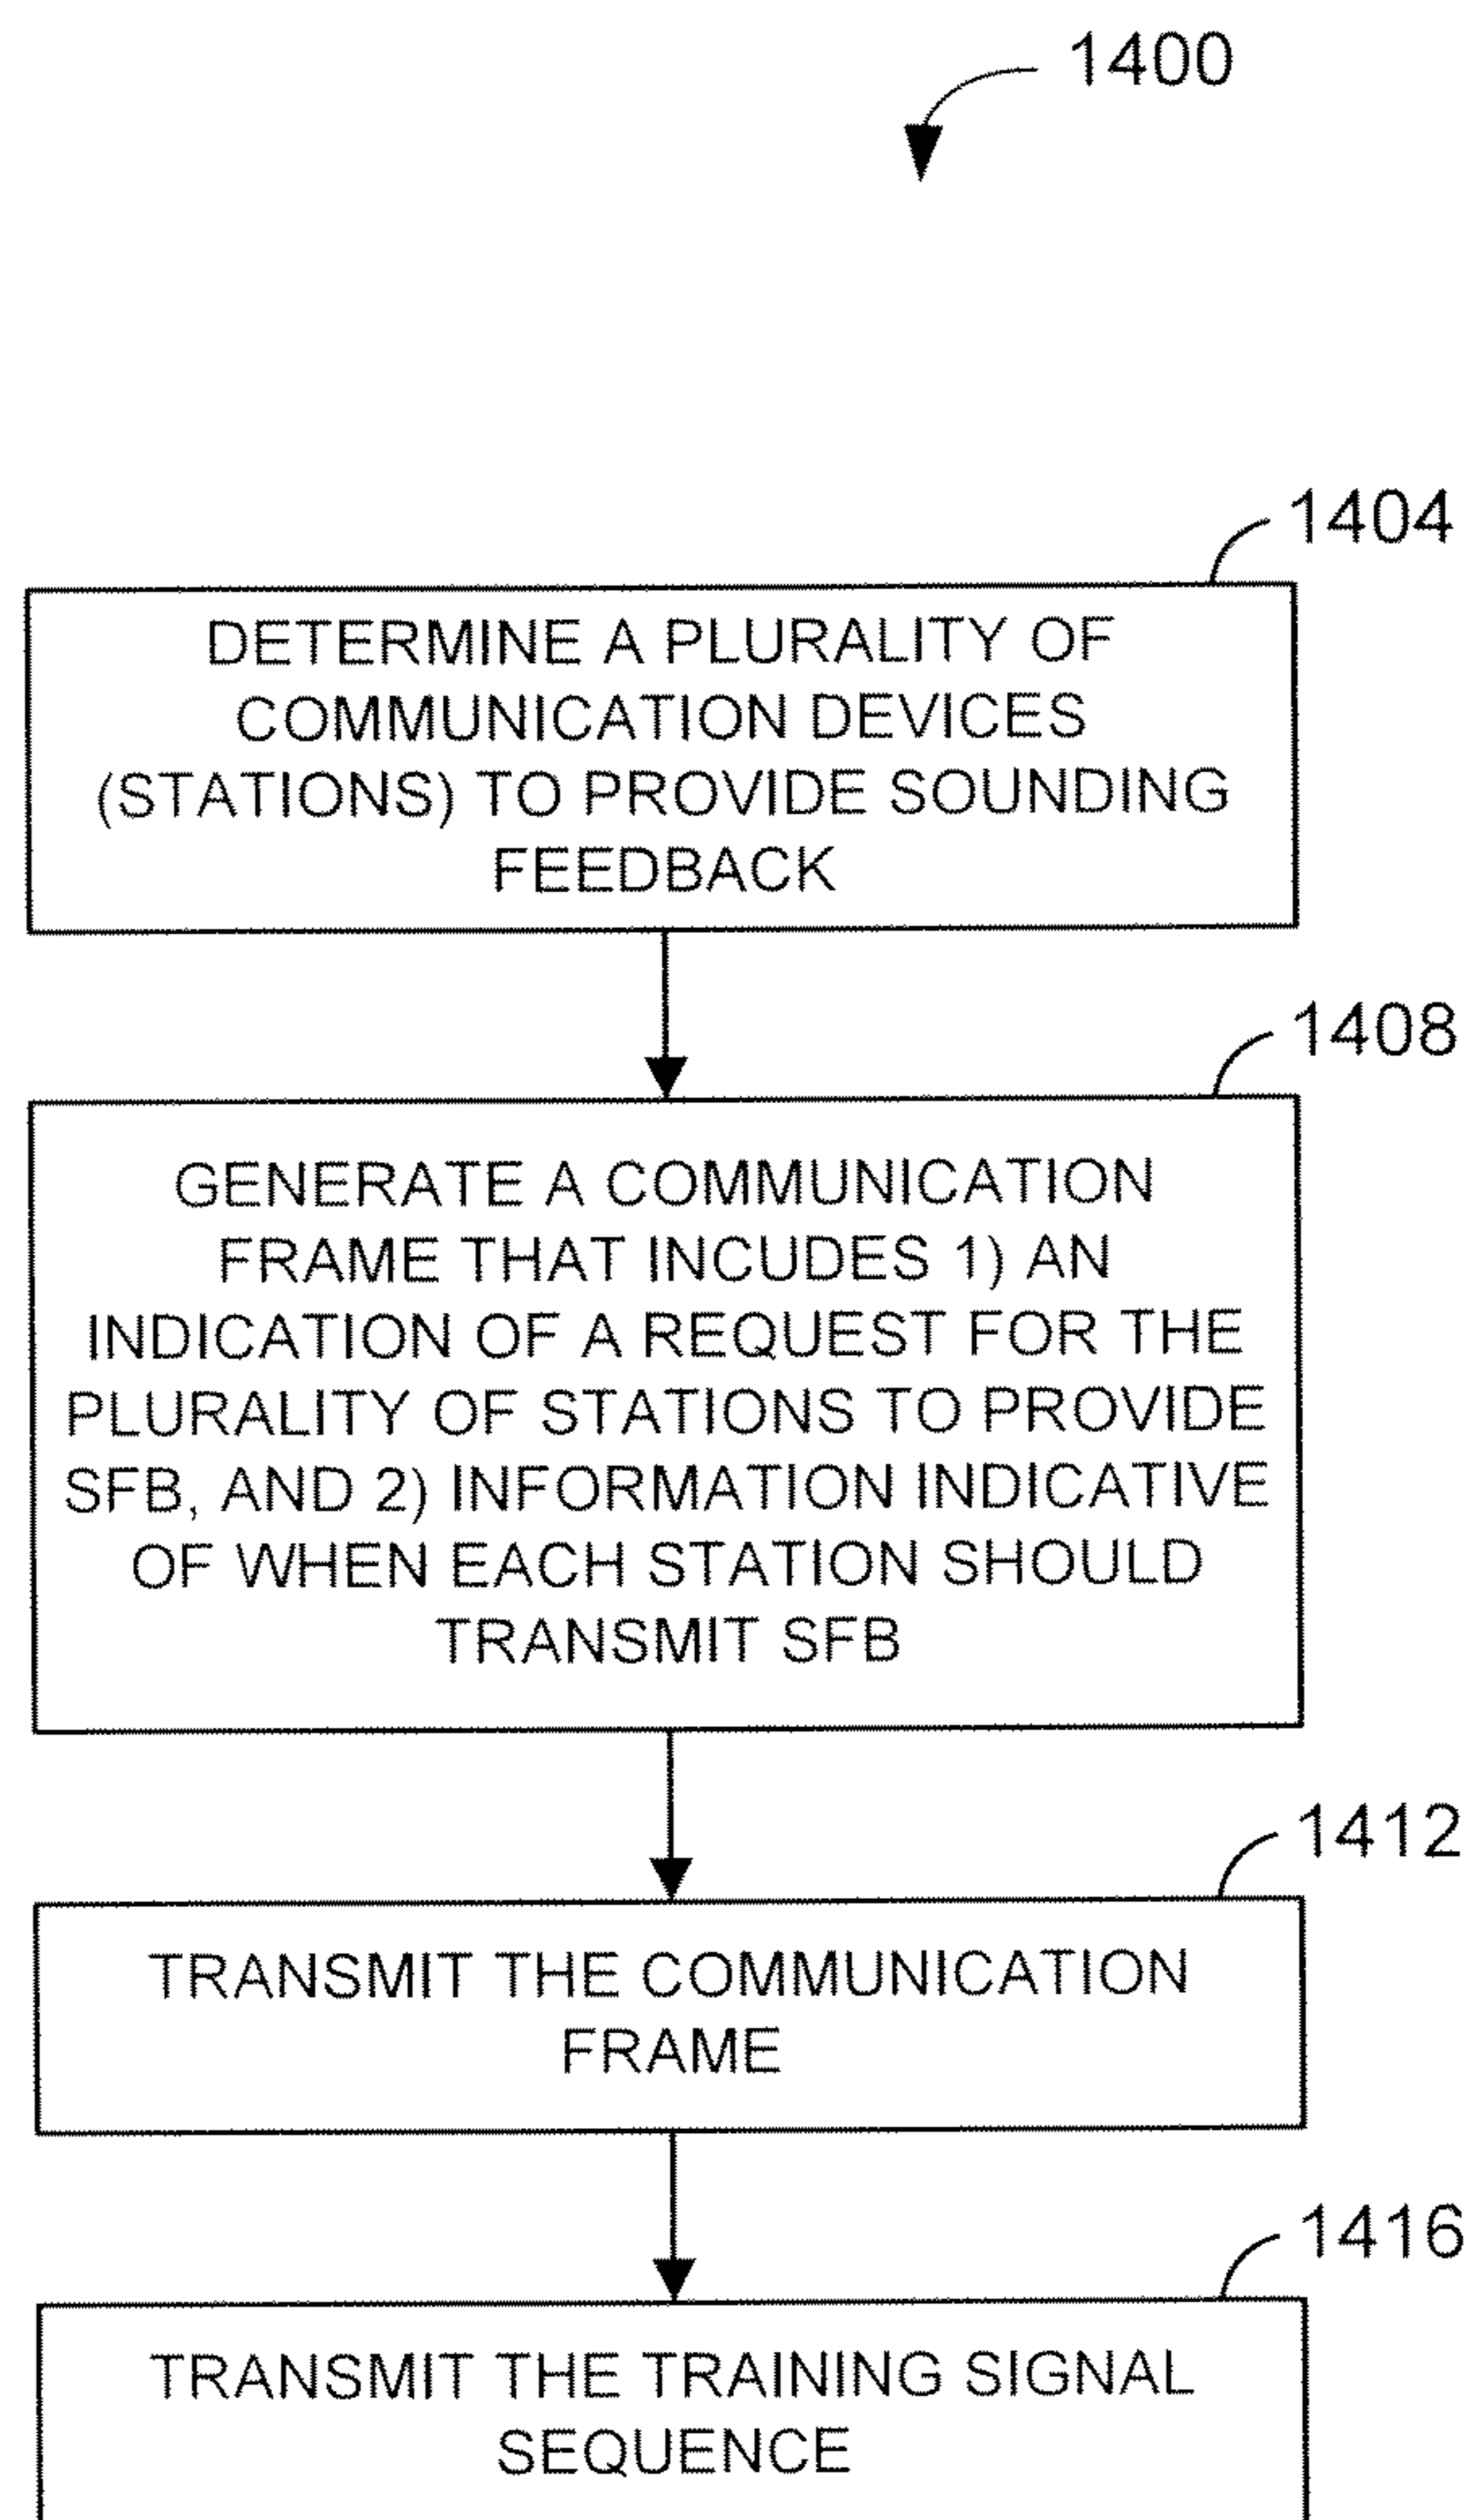 1400
1404
DETERMINE A PLURALITY OF
COMMUNICATION DEVICES
(STATIONS) TO PROVIDE SOUNDING
FEEDBACK
1408
GENERATE A COMMUNICATION
FRAME THAT INCUDES 1) AN
INDICATION OF A REQUEST FOR THE
PLURALITY OF STATIONS TO PROVIDE
SFB, AND 2) INFORMATION INDICATIVE
OF WHEN EACH STATION SHOULD
TRANSMIT SFB
1412
TRANSMIT THE COMMUNICATION
FRAME
1416
TRANSMIT THE TRAINING SIGNAL
SEQUENCE